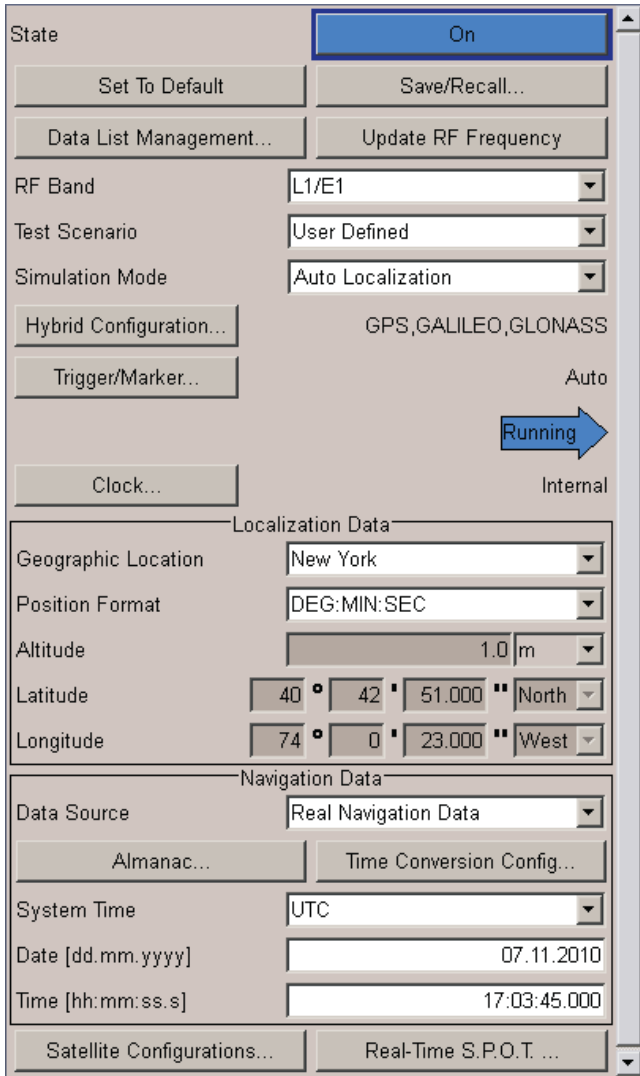 State On
Set To Default Save/Recall...
Data List Management... Update RF Frequency
RF Band L1/E1
Test Scenario User Defined
Simulation Mode Auto Localization
Hybrid Configuration... GPS,GALILEO,GLONASS
Trigger/Marker... Auto
Running
Clock... Internal
Localization Data
Geographic Location New York
Position Format DEG:MIN:SEC
Altitude 1.0 m
Latitude 40 ° 42 ' 51.000 " North
Longitude 74 ° 0 ' 23.000 " West
Navigation Data
Data Source Real Navigation Data
Almanac... Time Conversion Config...
System Time UTC
Date [dd.mm.yyyy] 07.11.2010
Time [hh:mm:ss.s] 17:03:45.000
Satellite Configurations... Real-Time S.P.O.T. ...